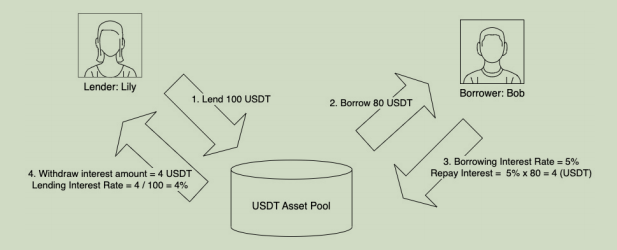 Lender: Lily
Borrower: Bob
1. Lend 100 USDT
2. Borrow 80 USDT
3. Borrowing Interest Rate = 5%
Repay Interest = 5% x 80 = 4 (USDT)
4. Withdraw interest amount = 4 USDT
Lending Interest Rate = 4 / 100 = 4%
USDT Asset Pool